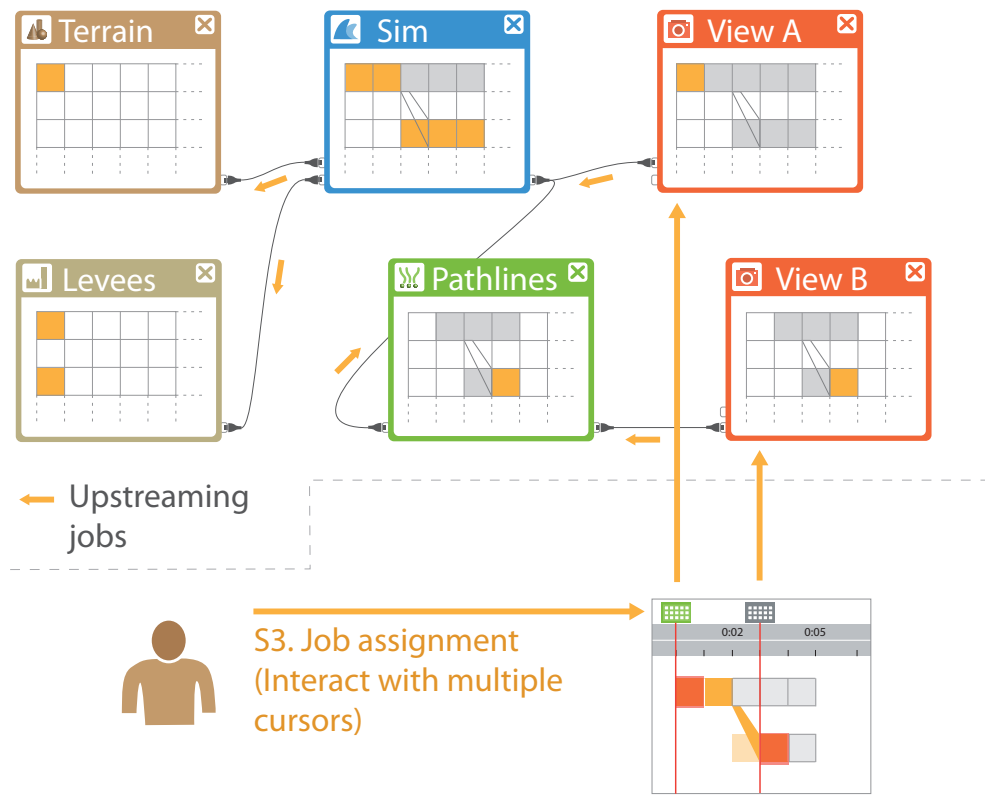 Terrain
Sim
View A
Levees
Pathlines
View B
Upstreaming
jobs
S3. Job assignment
(Interact with multiple
cursors)
0:02
0:05